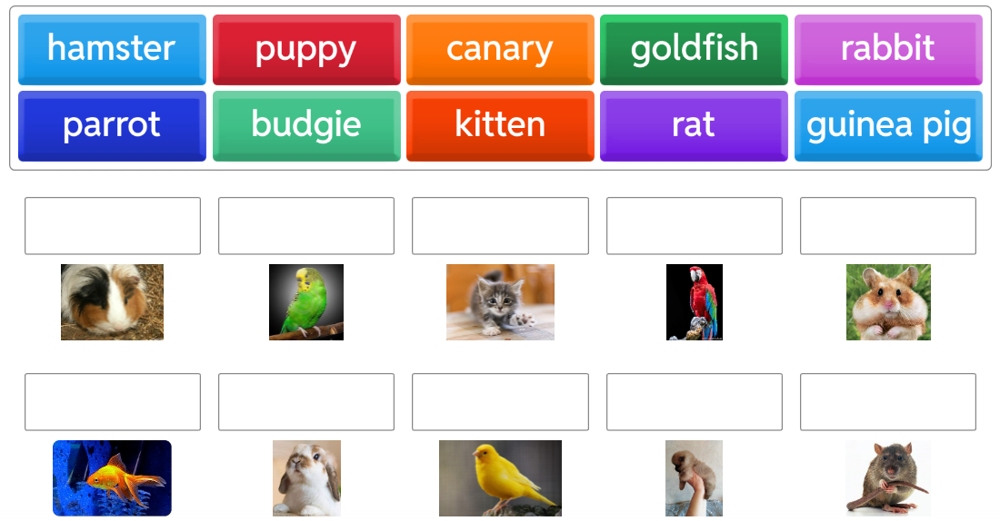 hamster puppy canary goldfish rabbit
parrot budgie kitten rat guinea pig